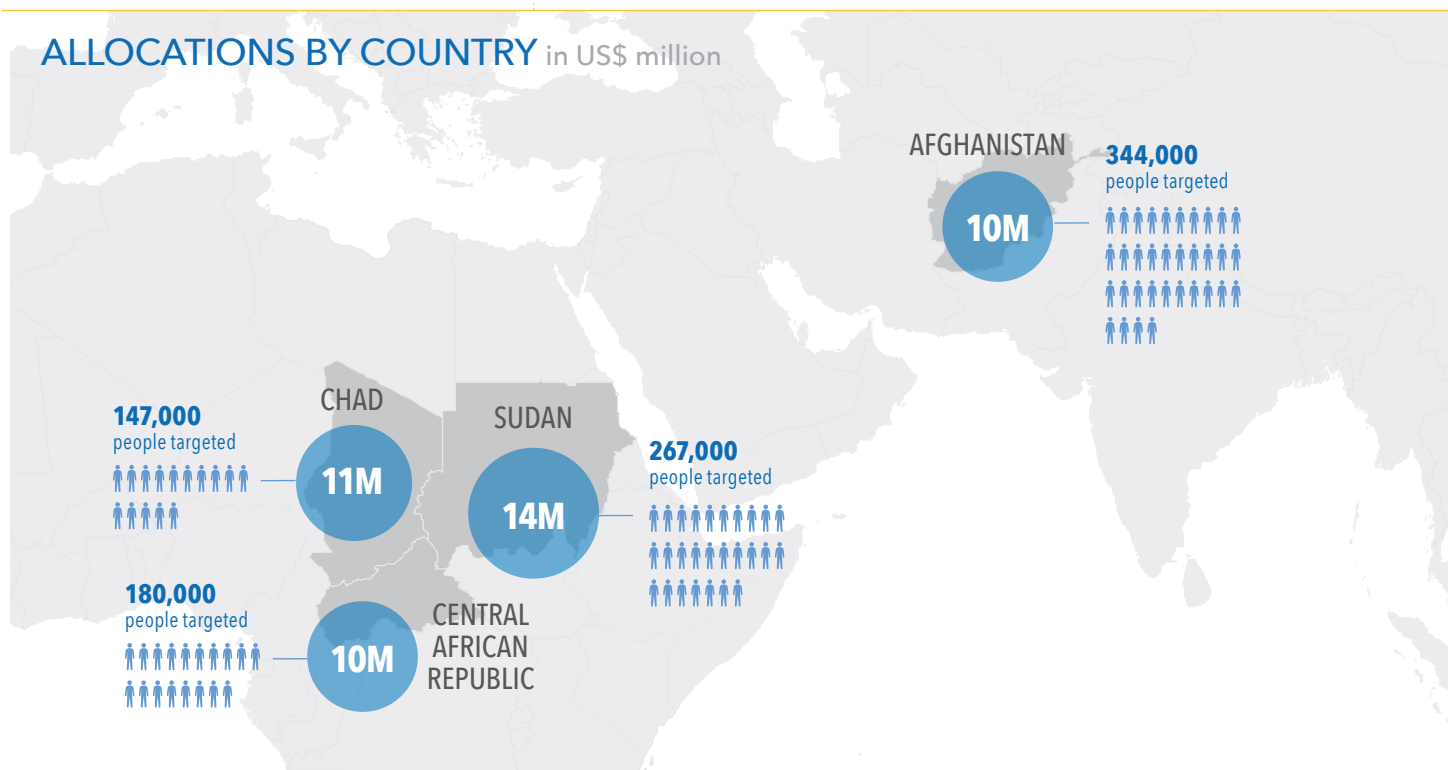 ALLOCATIONS BY COUNTRY in US$ million
AFGHANISTAN
10M
344,000
people targeted
CHAD
11M
147,000
people targeted
SUDAN
14M
267,000
people targeted
180,000
people targeted
10M
CENTRAL
AFRICAN
REPUBLIC